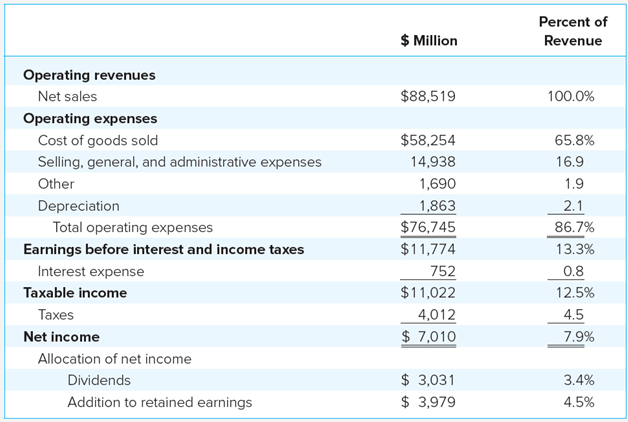 $ Million Percent of
Revenue
Operating revenues
Net sales $88,519 100.0%
Operating expenses
Cost of goods sold $58,254 65.8%
Selling, general, and administrative expenses 14,938 16.9
Other 1,690 1.9
Depreciation 1,863 2.1
Total operating expenses $76,745 86.7%
Earnings before interest and income taxes $11,774 13.3%
Interest expense 752 0.8
Taxable income $11,022 12.5%
Taxes 4,012 4.5
Net income $ 7,010 7.9%
Allocation of net income
Dividends $ 3,031 3.4%
Addition to retained earnings $ 3,979 4.5%